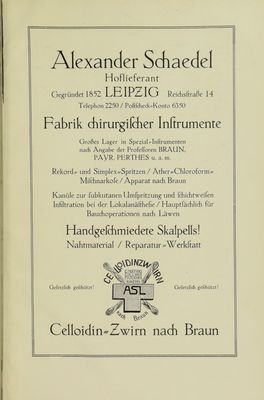 Alexander Schaedel
Hoflieferant
Gegründet 1852 LEIPZIG Reichsſtraße 14
Telephon 2250 / Poſtſcheck-Konto 6350
Fabrik chirurgiſcher Inſtrumente
Großes Lager in Spezial-Inſtrumenten
nach Angabe der Profeſſoren BRAUN,
PAYR, PERTHES u. a. m.
Rekord- und Simplex-Spritzen / Äther-Chloroform-
Miſchnarkoſe / Apparat nach Braun
Kanüle zur ſubkutanen Umſpritzung und ſchichtweiſen
Infiltration bei der Lokalanäſtheſie / Hauptſächlich für
Bauchoperationen nach Läwen
Handgeſchmiedete Skalpells!
Nahtmaterial / Reparatur-Werkſtatt
CELLOIDINZWIRN
Geſetzlich geſchützt!
ASL
Geſetzlich geſchützt!
nach Braun
Celloidin-Zwirn nach Braun